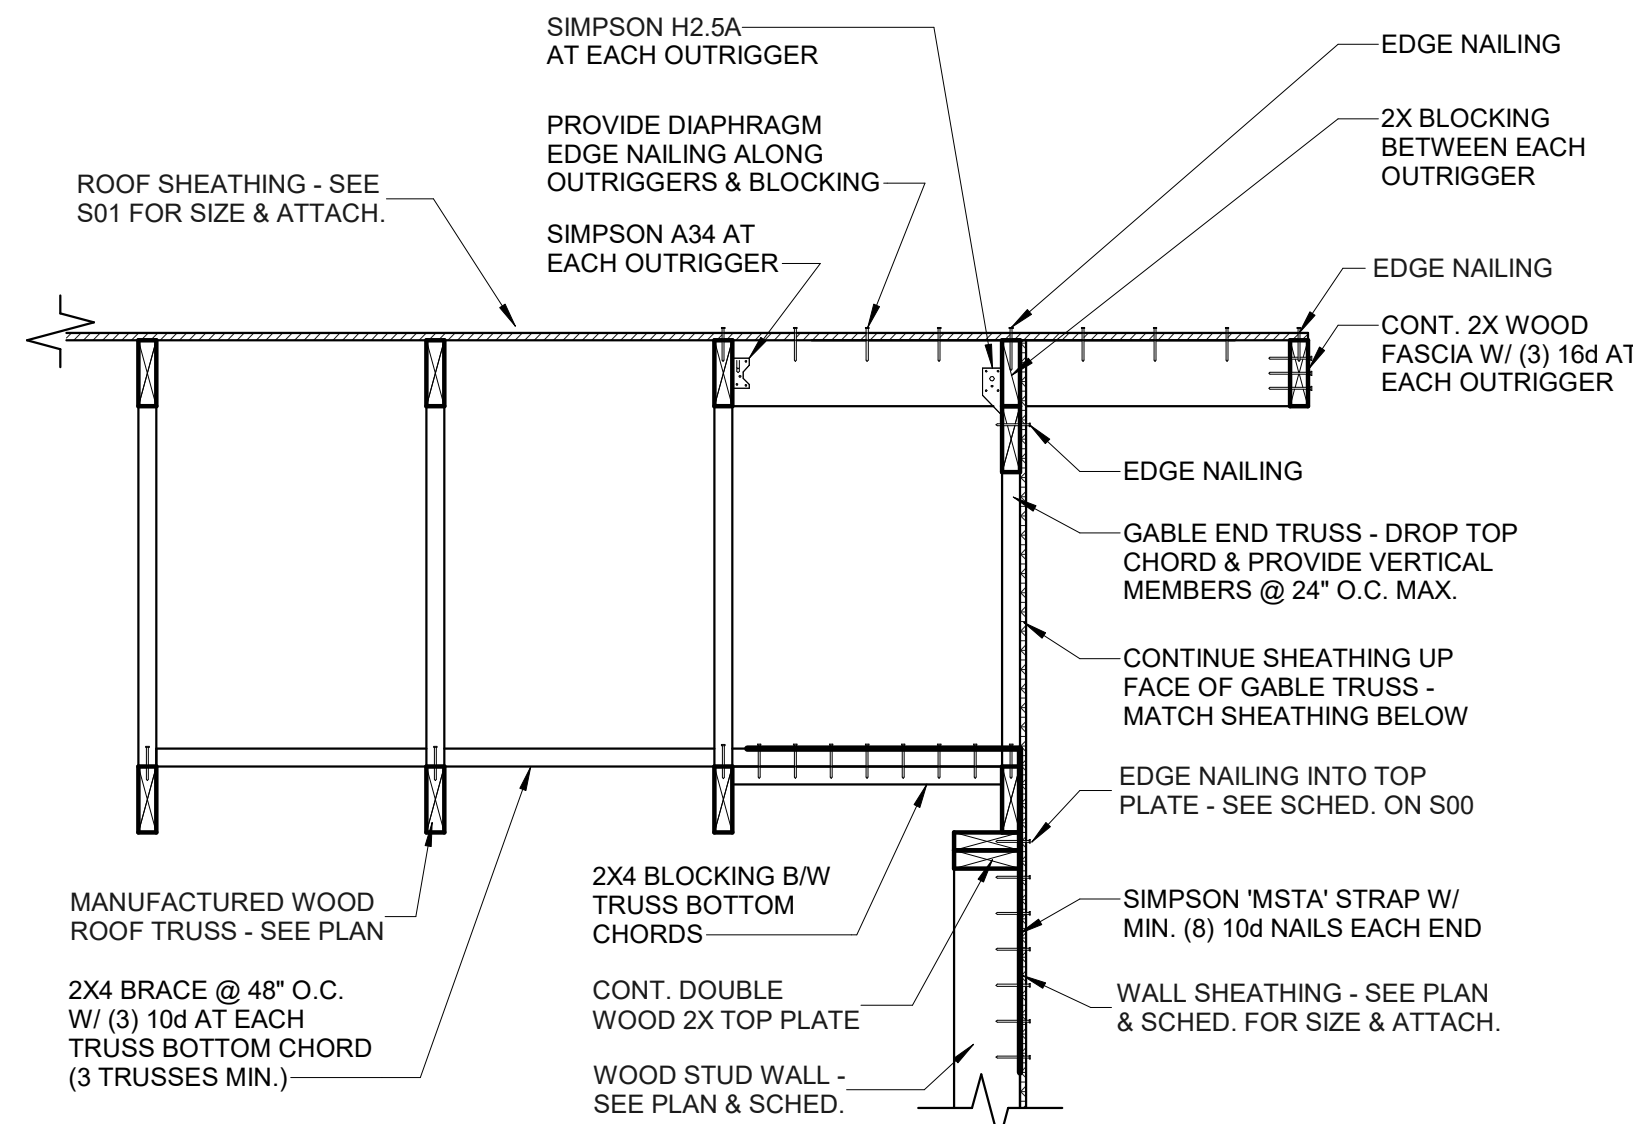 SIMPSON H2.5A
AT EACH OUTRIGGER
EDGE NAILING
PROVIDE DIAPHRAGM
EDGE NAILING ALONG
OUTRIGGERS & BLOCKING
2X BLOCKING
BETWEEN EACH
OUTRIGGER
ROOF SHEATHING - SEE
S01 FOR SIZE & ATTACH.
SIMPSON A34 AT
EACH OUTRIGGER
EDGE NAILING
CONT. 2X WOOD
FASCIA W/ (3) 16d AT
EACH OUTRIGGER
EDGE NAILING
GABLE END TRUSS - DROP TOP
CHORD & PROVIDE VERTICAL
MEMBERS @ 24" O.C. MAX.
CONTINUE SHEATHING UP
FACE OF GABLE TRUSS -
MATCH SHEATHING BELOW
EDGE NAILING INTO TOP
PLATE - SEE SCHED. ON S00
MANUFACTURED WOOD
ROOF TRUSS - SEE PLAN
2X4 BLOCKING B/W
TRUSS BOTTOM
CHORDS
SIMPSON 'MSTA' STRAP W/
MIN. (8) 10d NAILS EACH END
2X4 BRACE @ 48" O.C.
W/ (3) 10d AT EACH
TRUSS BOTTOM CHORD
(3 TRUSSES MIN.)
CONT. DOUBLE
WOOD 2X TOP PLATE
WALL SHEATHING - SEE PLAN
& SCHED. FOR SIZE & ATTACH.
WOOD STUD WALL -
SEE PLAN & SCHED.